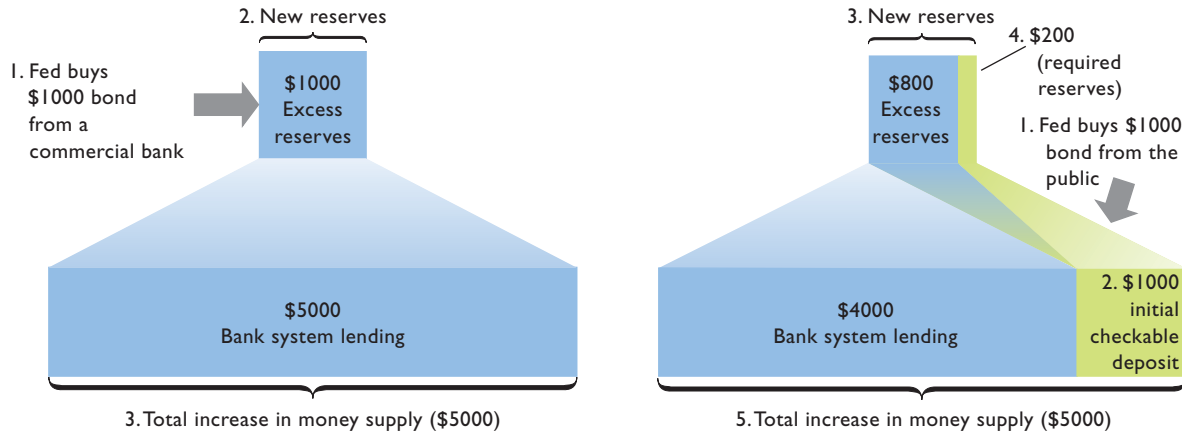 2. New reserves
1. Fed buys
$1000 bond
from a
commercial bank
$1000
Excess
reserves
$5000
Bank system lending
3. Total increase in money supply ($5000)
3. New reserves
4. $200
(required
reserves)
$800
Excess
reserves
1. Fed buys $1000
bond from the
public
$4000
Bank system lending
2. $1000
initial
checkable
deposit
5. Total increase in money supply ($5000)